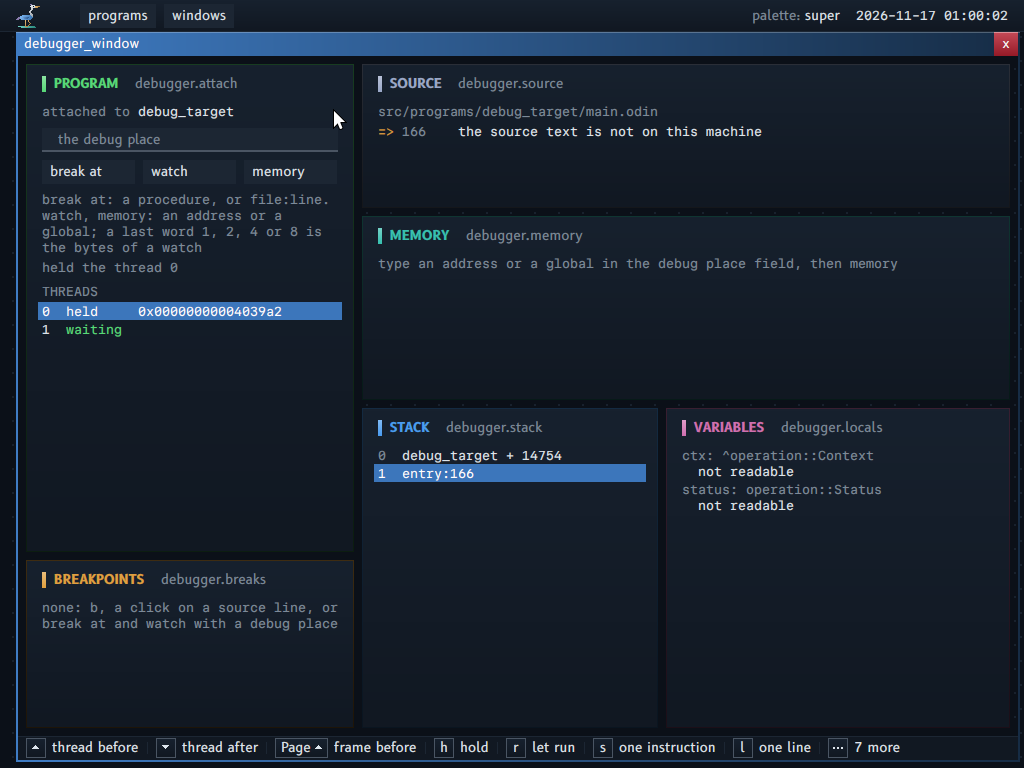 programs windows palette: super 2026-11-17 01:00:02
debugger_window x
PROGRAM debugger.attach
attached to debug_target
the debug place
break at watch memory
break at: a procedure, or file:line.
watch, memory: an address or a
global; a last word 1, 2, 4 or 8 is
the bytes of a watch
held the thread 0
THREADS
0 held 0x00000000004039a2
1 waiting
BREAKPOINTS debugger.breaks
none: b, a click on a source line, or
break at and watch with a debug place
SOURCE debugger.source
src/programs/debug_target/main.odin
=> 166 the source text is not on this machine
MEMORY debugger.memory
type an address or a global in the debug place field, then memory
STACK debugger.stack
0 debug_target + 14754
1 entry:166
VARIABLES debugger.locals
ctx: ^operation::Context
not readable
status: operation::Status
not readable
thread before thread after Page frame before h hold r let run s one instruction l one line ... 7 more